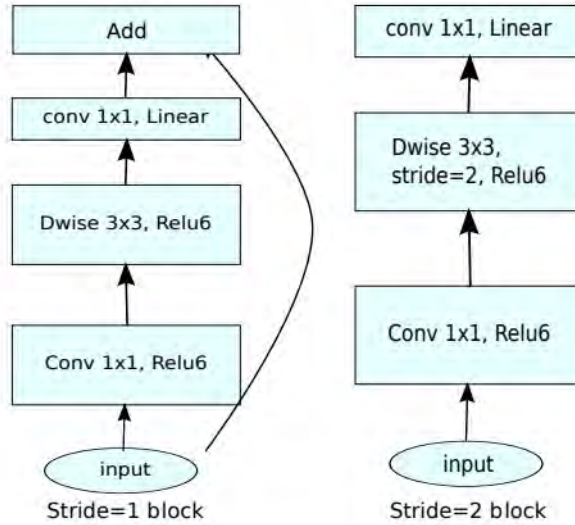 Add
conv 1x1, Linear
Dwise 3x3, Relu6
Conv 1x1, Relu6
input
Stride=1 block
conv 1x1, Linear
Dwise 3x3,
stride=2, Relu6
Conv 1x1, Relu6
input
Stride=2 block